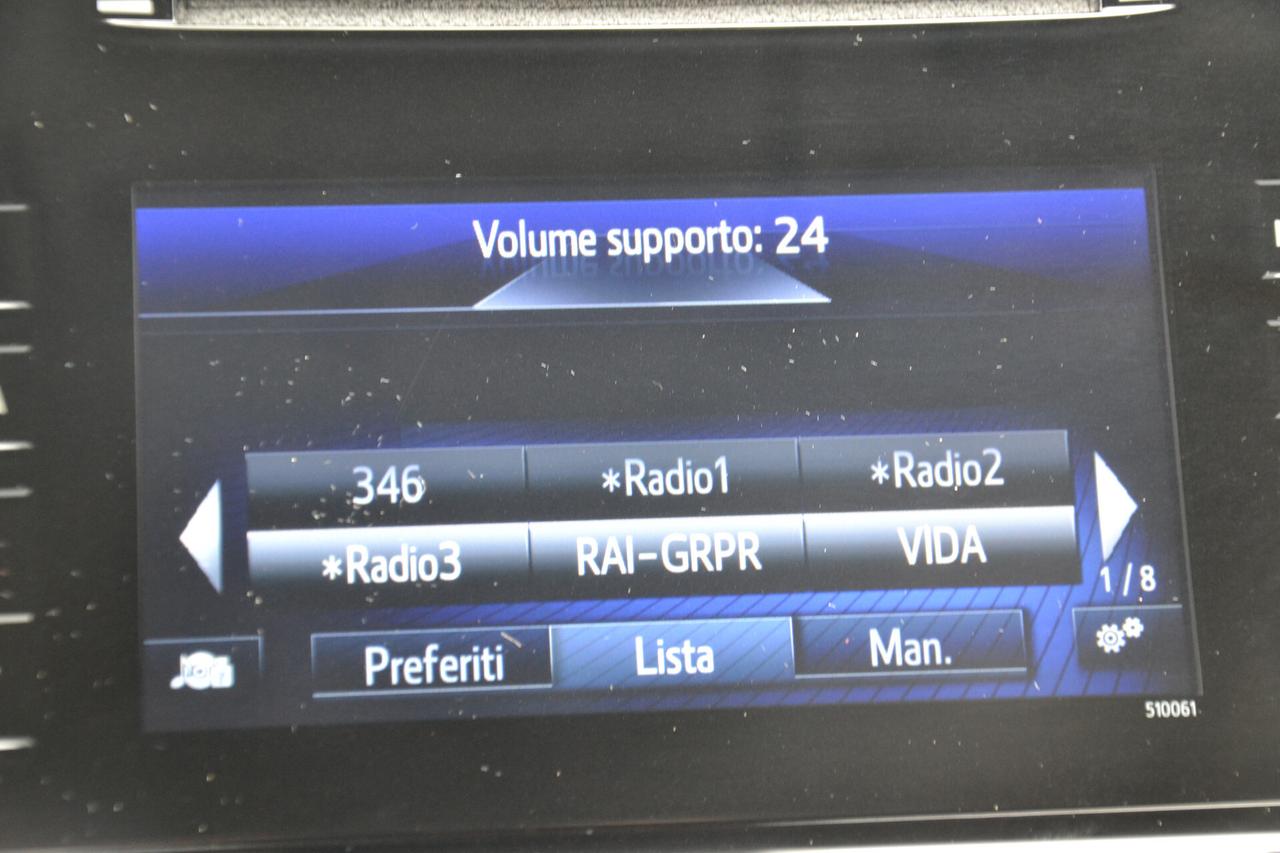 Volume supporto: 24
346 *Radio1 *Radio2
*Radio3 RAI-GRPR VIDA
1 / 8
Preferiti Lista Man.
510061